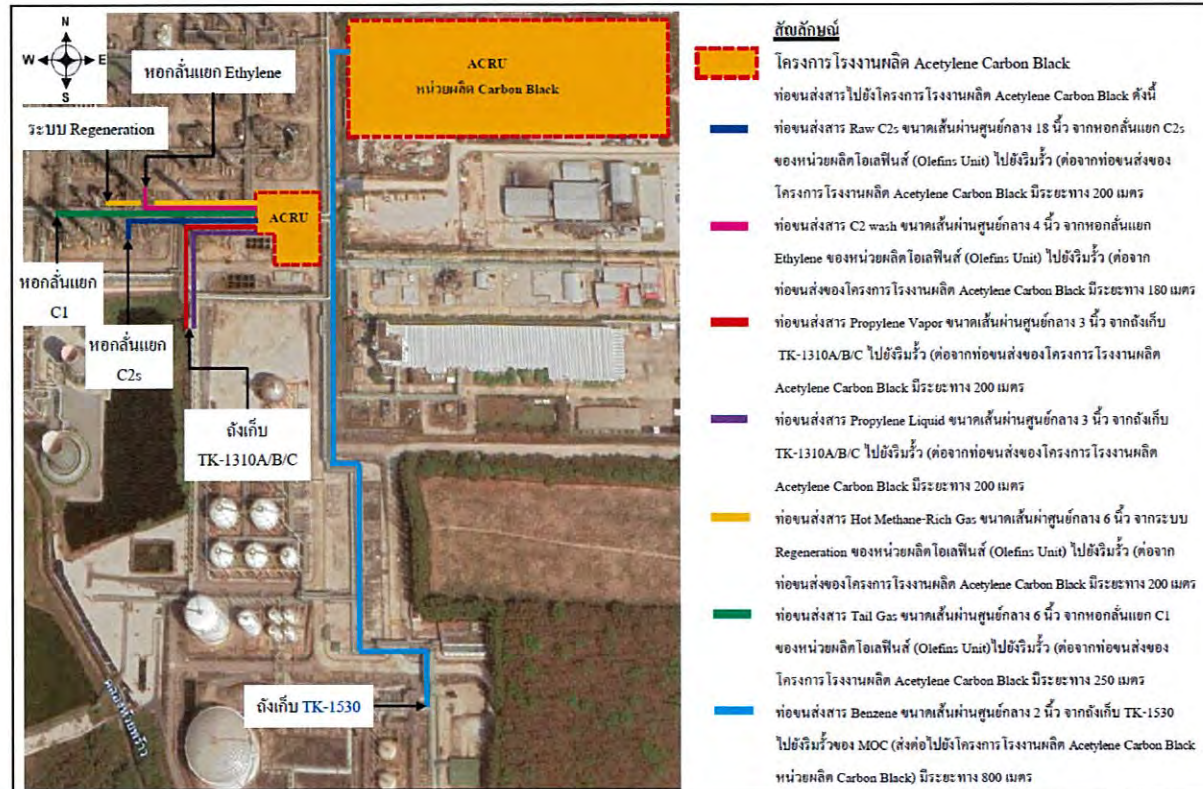 N
W E
S
หอกลั่นแยก Ethylene
ระบบ Regeneration
ACRU
หน่วยผลิต Carbon Black
ACRU
หอกลั่นแยก
C1
หอกลั่นแยก
C2s
ถังเก็บ
TK-1310A/B/C
ถังเก็บ TK-1530
คลองห้วยพร้าว
สัญลักษณ์
โครงการโรงงานผลิต Acetylene Carbon Black
ท่อขนส่งสารไปยังโครงการโรงงานผลิต Acetylene Carbon Black ดังนี้
ท่อขนส่งสาร Raw C2s ขนาดเส้นผ่านศูนย์กลาง 18 นิ้ว จากหอกลั่นแยก C2s
ของหน่วยผลิตโอเลฟินส์ (Olefins Unit) ไปยังริมรั้ว (ต่อจากท่อขนส่งของ
โครงการโรงงานผลิต Acetylene Carbon Black มีระยะทาง 200 เมตร
ท่อขนส่งสาร C2 wash ขนาดเส้นผ่านศูนย์กลาง 4 นิ้ว จากหอกลั่นแยก
Ethylene ของหน่วยผลิตโอเลฟินส์ (Olefins Unit) ไปยังริมรั้ว (ต่อจาก
ท่อขนส่งของโครงการโรงงานผลิต Acetylene Carbon Black มีระยะทาง 180 เมตร
ท่อขนส่งสาร Propylene Vapor ขนาดเส้นผ่านศูนย์กลาง 3 นิ้ว จากถังเก็บ
TK-1310A/B/C ไปยังริมรั้ว (ต่อจากท่อขนส่งของโครงการโรงงานผลิต
Acetylene Carbon Black มีระยะทาง 200 เมตร
ท่อขนส่งสาร Propylene Liquid ขนาดเส้นผ่านศูนย์กลาง 3 นิ้ว จากถังเก็บ
TK-1310A/B/C ไปยังริมรั้ว (ต่อจากท่อขนส่งของโครงการโรงงานผลิต
Acetylene Carbon Black มีระยะทาง 200 เมตร
ท่อขนส่งสาร Hot Methane-Rich Gas ขนาดเส้นผ่าศูนย์กลาง 6 นิ้ว จากระบบ
Regeneration ของหน่วยผลิตโอเลฟินส์ (Olefins Unit) ไปยังริมรั้ว (ต่อจาก
ท่อขนส่งของโครงการโรงงานผลิต Acetylene Carbon Black มีระยะทาง 200 เมตร
ท่อขนส่งสาร Tail Gas ขนาดเส้นผ่านศูนย์กลาง 6 นิ้ว จากหอกลั่นแยก C1
ของหน่วยผลิตโอเลฟินส์ (Olefins Unit)ไปยังริมรั้ว (ต่อจากท่อขนส่งของ
โครงการโรงงานผลิต Acetylene Carbon Black มีระยะทาง 250 เมตร
ท่อขนส่งสาร Benzene ขนาดเส้นผ่านศูนย์กลาง 2 นิ้ว จากถังเก็บ TK-1530
ไปยังริมรั้วของ MOC (ส่งต่อไปยังโครงการโรงงานผลิต Acetylene Carbon Black
หน่วยผลิต Carbon Black) มีระยะทาง 800 เมตร